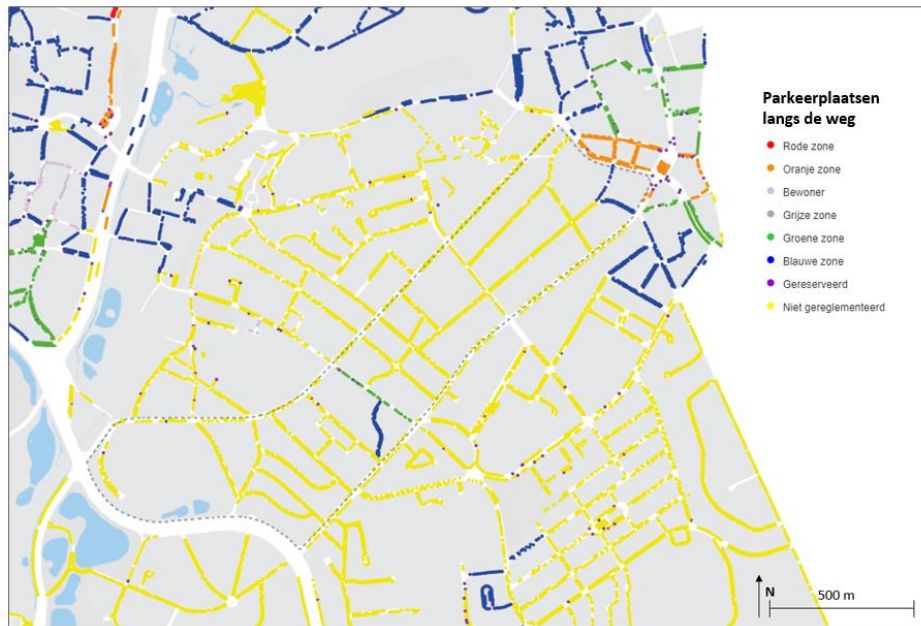 Parkeerplaatsen
langs de weg
Rode zone
Oranje zone
Bewoner
Grijze zone
Groene zone
Blauwe zone
Gereserveerd
Niet gereglementeerd
N
500 m